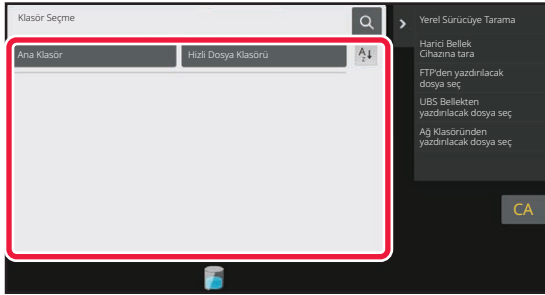 Klasör Seçme
Ana Klasör
Hizli Dosya Klasörü
Yerel Sürücüye Tarama
Harici Bellek
Cihazına tara
FTP'den yazdırılacak
dosya seç
UBS Bellekten
yazdırılacak dosya seç
Ağ Klasöründen
yazdırılacak dosya seç
CA